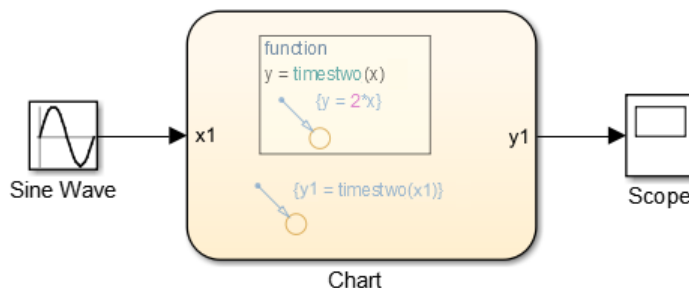 function
y = timestwo(x)
{y = 2*x}
x1
y1
Sine Wave
{y1 = timestwo(x1)}
Scope
Chart